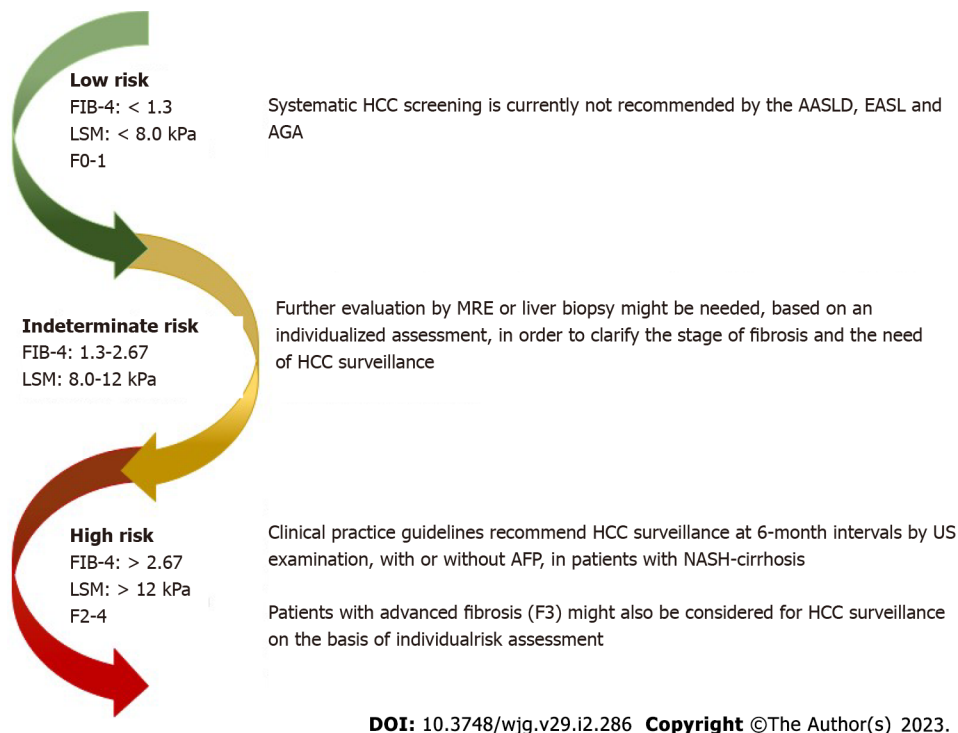 Low risk
FIB-4: < 1.3
LSM: < 8.0 kPa
F0-1
Systematic HCC screening is currently not recommended by the AASLD, EASL and
AGA
Indeterminate risk
FIB-4: 1.3-2.67
LSM: 8.0-12 kPa
Further evaluation by MRE or liver biopsy might be needed, based on an
individualized assessment, in order to clarify the stage of fibrosis and the need
of HCC surveillance
High risk
FIB-4: > 2.67
LSM: > 12 kPa
F2-4
Clinical practice guidelines recommend HCC surveillance at 6-month intervals by US
examination, with or without AFP, in patients with NASH-cirrhosis
Patients with advanced fibrosis (F3) might also be considered for HCC surveillance
on the basis of individualrisk assessment
DOI: 10.3748/wjg.v29.i2.286 Copyright ©The Author(s) 2023.